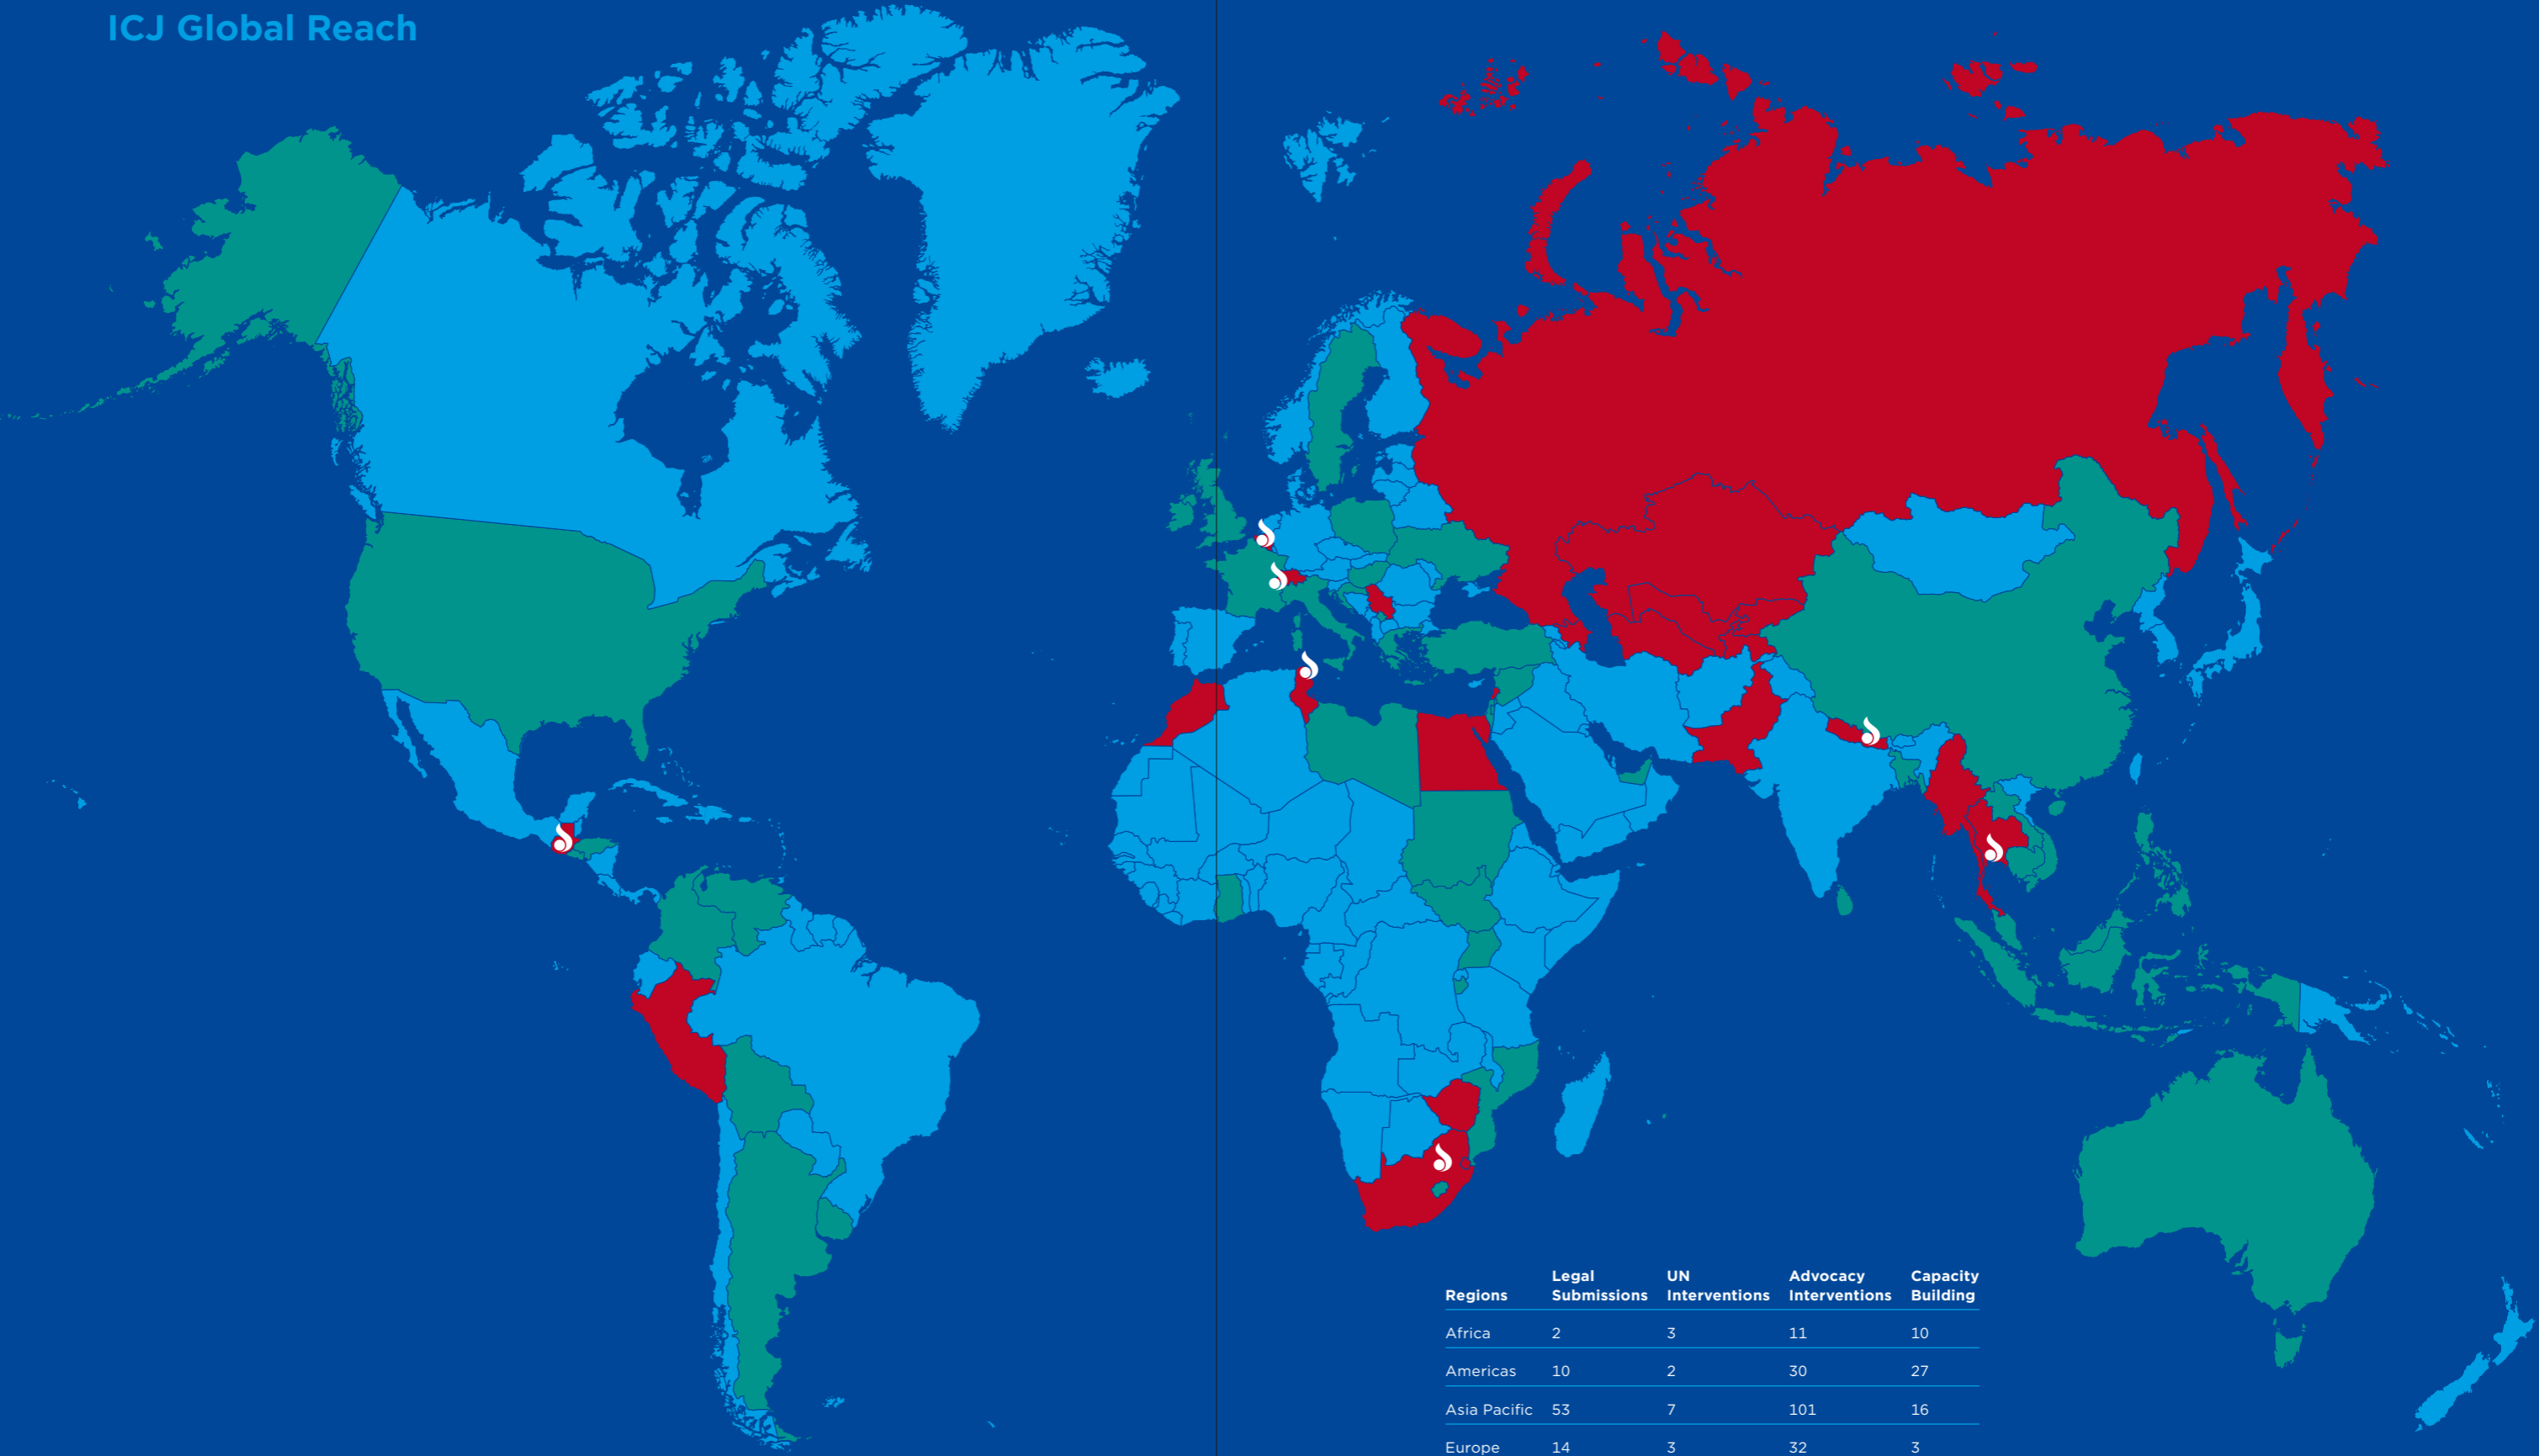 ICJ Global Reach
Regions Legal Submissions UN Interventions Advocacy Interventions Capacity Building
Africa 2 3 11 10
Americas 10 2 30 27
Asia Pacific 53 7 101 16
Europe 14 3 32 3